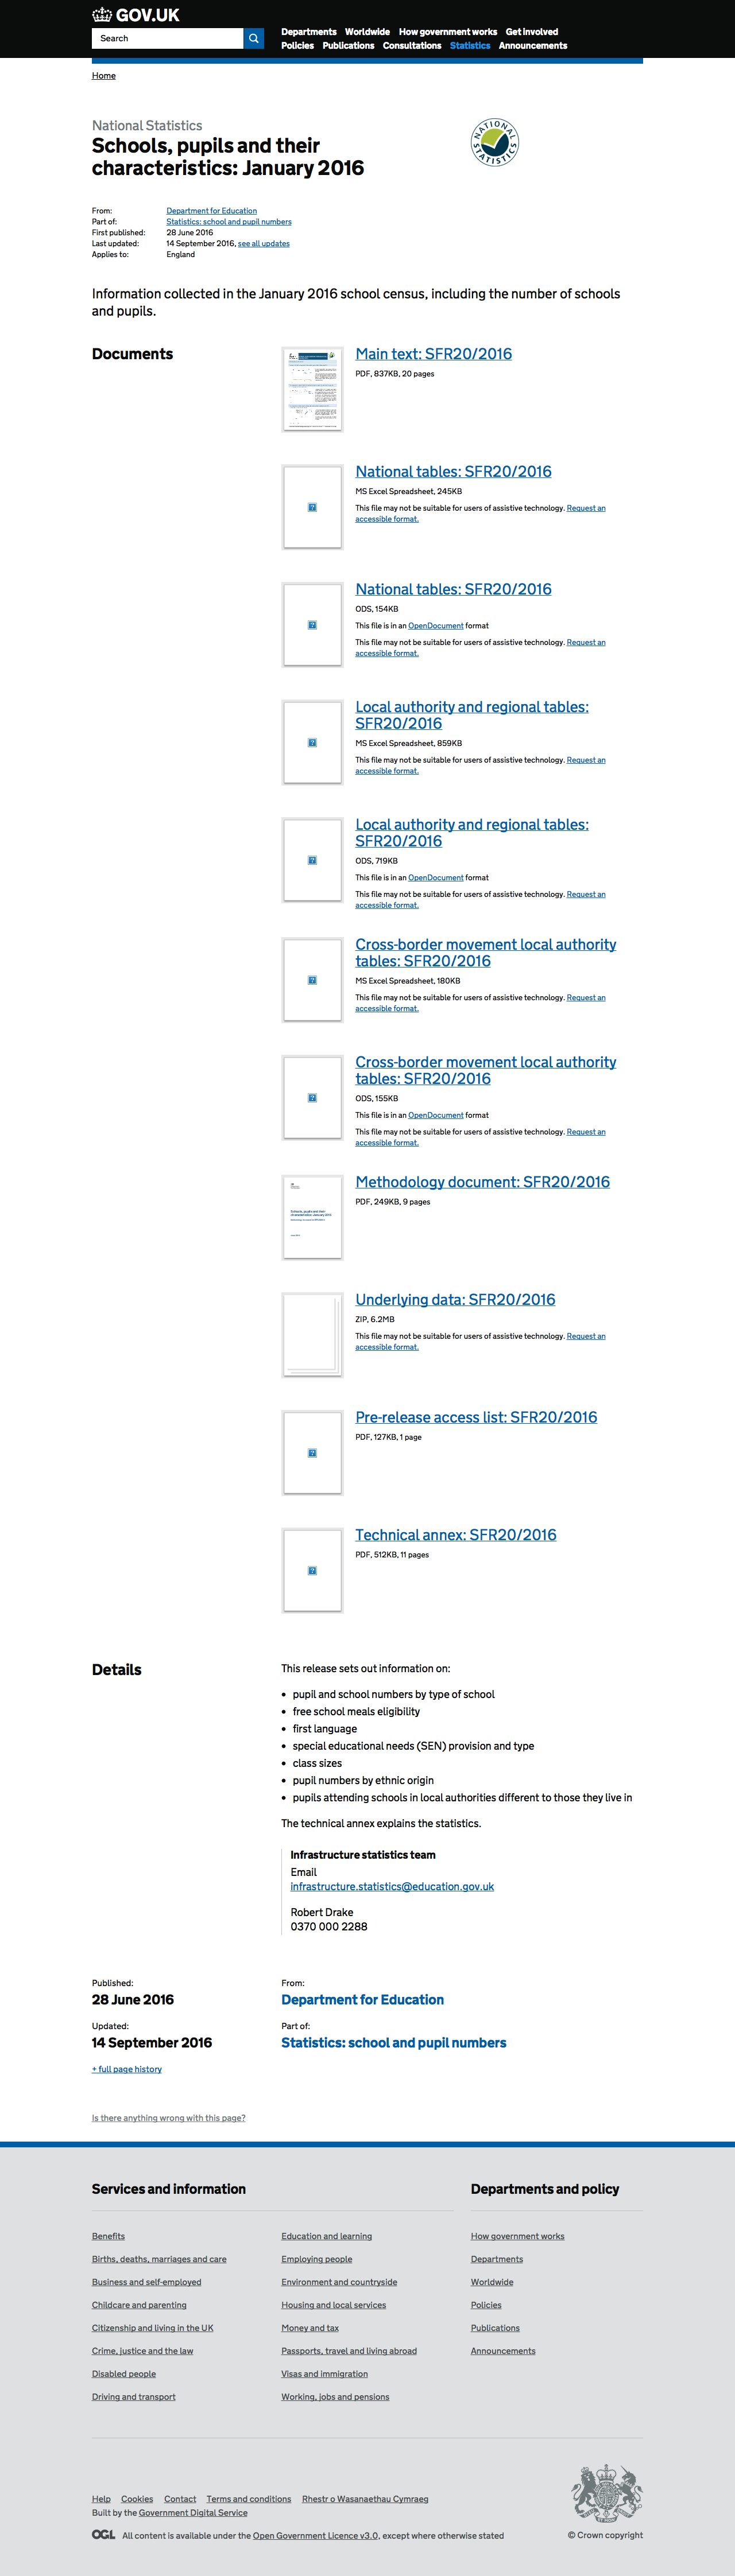 GOV.UK
Search
Departments Worldwide How government works Get involved
Policies Publications Consultations Statistics Announcements
Home
National Statistics
Schools, pupils and their
characteristics: January 2016
NATIONAL STATISTICS
From: Department for Education
Part of: Statistics: school and pupil numbers
First published: 28 June 2016
Last updated: 14 September 2016, see all updates
Applies to: England
Information collected in the January 2016 school census, including the number of schools
and pupils.
Documents
Main text: SFR20/2016
PDF, 837KB, 20 pages
National tables: SFR20/2016
MS Excel Spreadsheet, 245KB
This file may not be suitable for users of assistive technology. Request an
accessible format.
National tables: SFR20/2016
ODS, 154KB
This file is in an OpenDocument format
This file may not be suitable for users of assistive technology. Request an
accessible format.
Local authority and regional tables:
SFR20/2016
MS Excel Spreadsheet, 859KB
This file may not be suitable for users of assistive technology. Request an
accessible format.
Local authority and regional tables:
SFR20/2016
ODS, 719KB
This file is in an OpenDocument format
This file may not be suitable for users of assistive technology. Request an
accessible format.
Cross-border movement local authority
tables: SFR20/2016
MS Excel Spreadsheet, 180KB
This file may not be suitable for users of assistive technology. Request an
accessible format.
Cross-border movement local authority
tables: SFR20/2016
ODS, 155KB
This file is in an OpenDocument format
This file may not be suitable for users of assistive technology. Request an
accessible format.
Schools, pupils and their
characteristics: January 2016
Methodology document: SFR20/2016
PDF, 249KB, 9 pages
Underlying data: SFR20/2016
ZIP, 6.2MB
This file may not be suitable for users of assistive technology. Request an
accessible format.
Pre-release access list: SFR20/2016
PDF, 127KB, 1 page
Technical annex: SFR20/2016
PDF, 512KB, 11 pages
Details
This release sets out information on:
• pupil and school numbers by type of school
• free school meals eligibility
• first language
• special educational needs (SEN) provision and type
• class sizes
• pupil numbers by ethnic origin
• pupils attending schools in local authorities different to those they live in
The technical annex explains the statistics.
Infrastructure statistics team
Email
infrastructure.statistics@education.gov.uk
Robert Drake
0370 000 2288
Published:
28 June 2016
Updated:
14 September 2016
+ full page history
From:
Department for Education
Part of:
Statistics: school and pupil numbers
Is there anything wrong with this page?
Services and information
Benefits
Births, deaths, marriages and care
Business and self-employed
Childcare and parenting
Citizenship and living in the UK
Crime, justice and the law
Disabled people
Driving and transport
Education and learning
Employing people
Environment and countryside
Housing and local services
Money and tax
Passports, travel and living abroad
Visas and immigration
Working, jobs and pensions
Departments and policy
How government works
Departments
Worldwide
Policies
Publications
Announcements
Help Cookies Contact Terms and conditions Rhestr o Wasanaethau Cymraeg
Built by the Government Digital Service
OGL All content is available under the Open Government Licence v3.0, except where otherwise stated
© Crown copyright